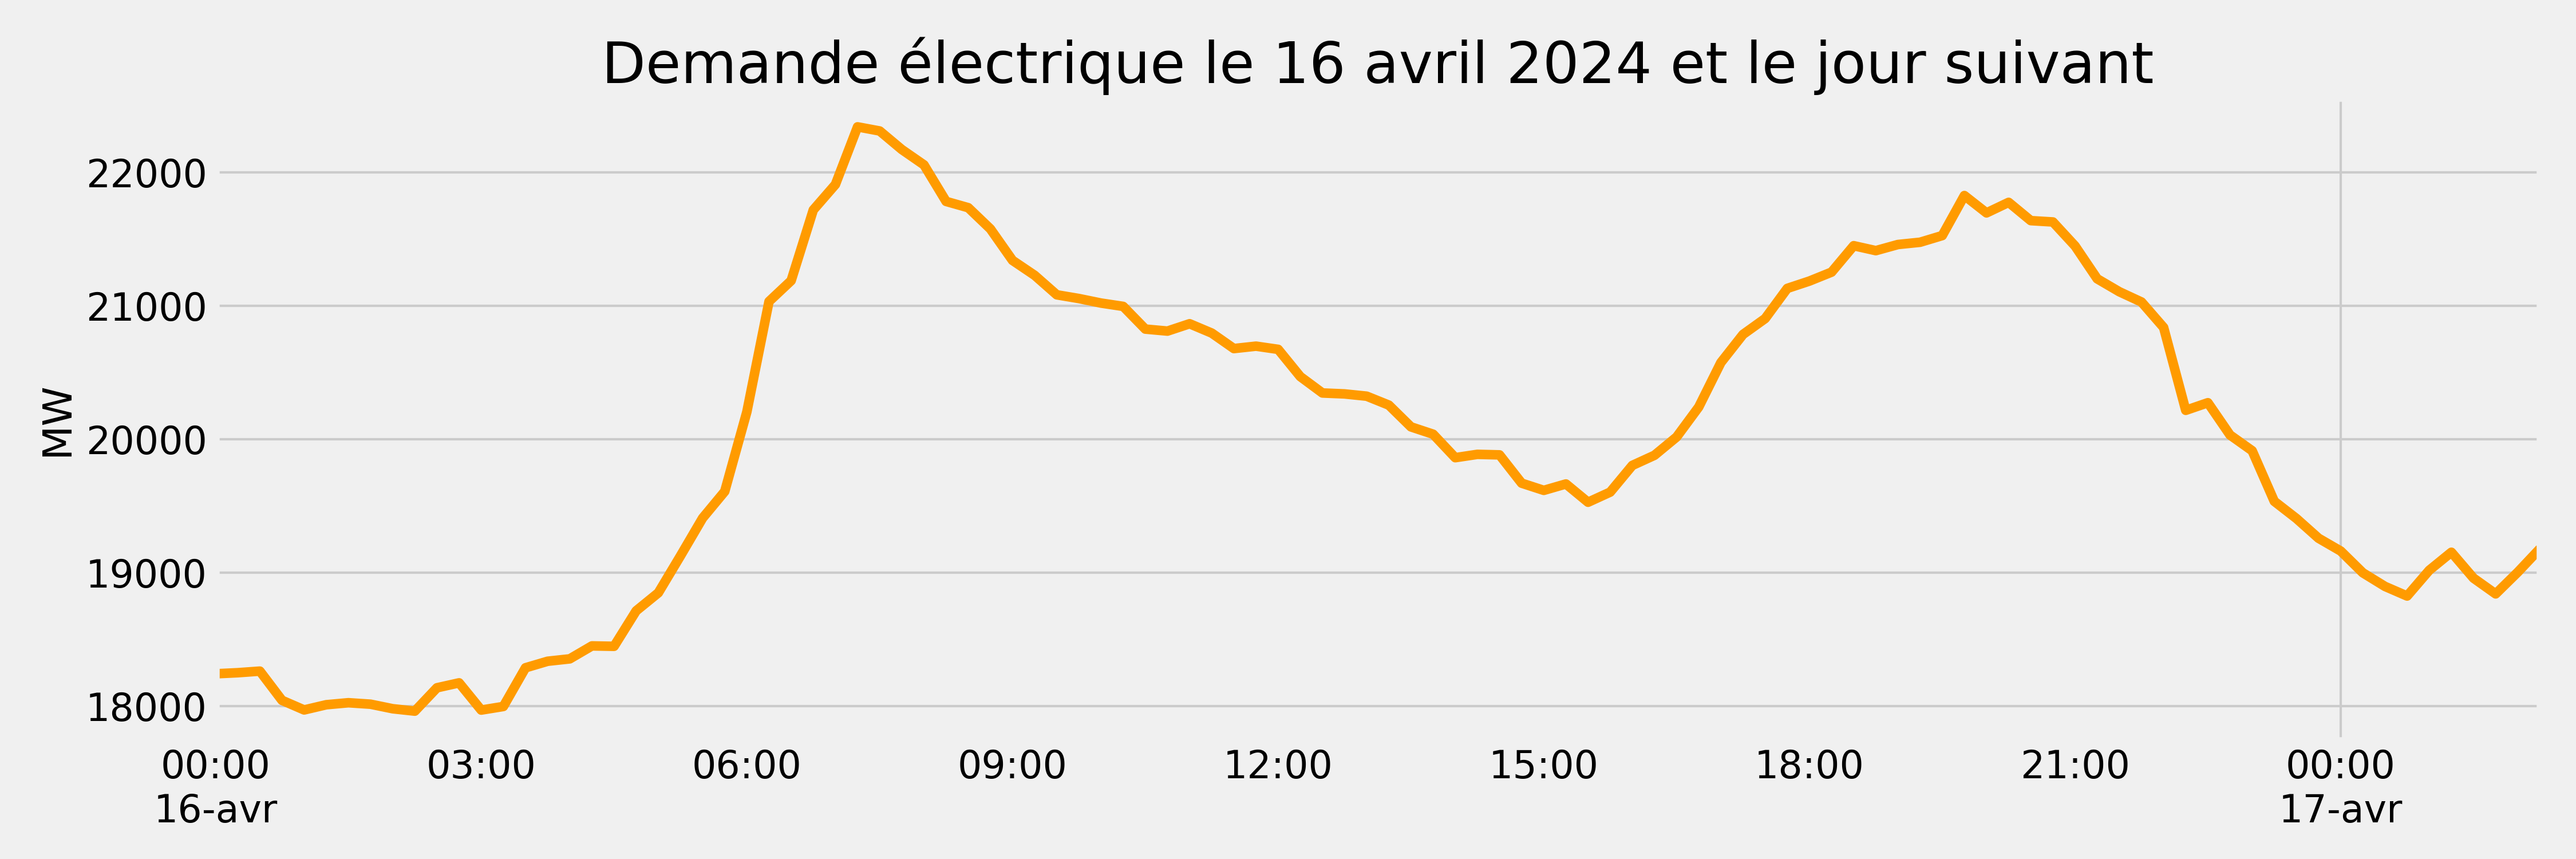 Demande électrique le 16 avril 2024 et le jour suivant
MW
22000
21000
20000
19000
18000
00:00 03:00 06:00 09:00 12:00 15:00 18:00 21:00 00:00
16-avr 17-avr